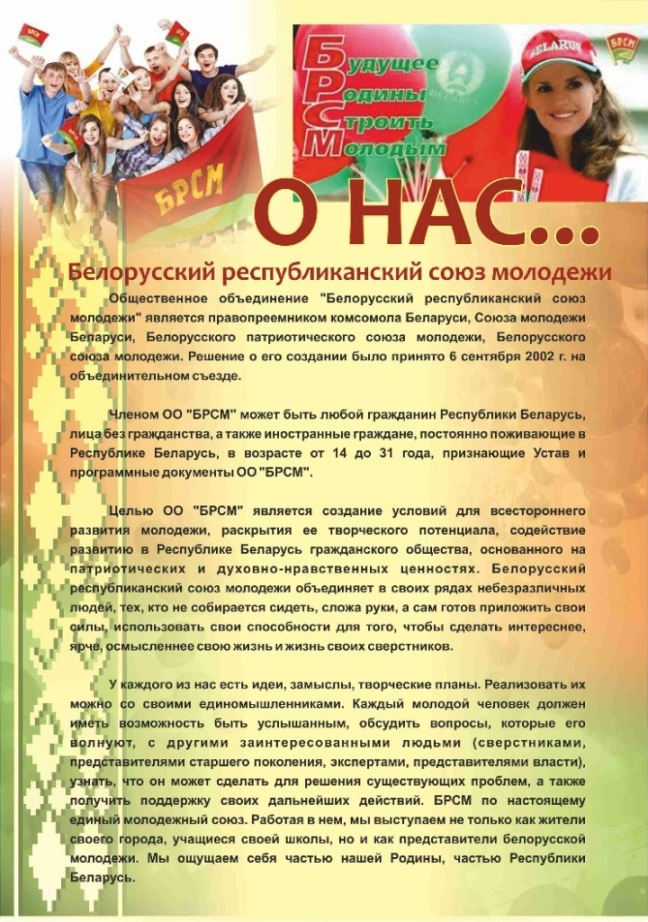 БРСМ
БРСМ
БРСМ
Будущее
Родины
Строить
Молодым
BELARUS
БРСМ
О НАС...
Белорусский республиканский союз молодежи
Общественное объединение "Белорусский республиканский союз
молодежи" является правопреемником комсомола Беларуси, Союза молодежи
Беларуси, Белорусского патриотического союза молодежи, Белорусского
союза молодежи. Решение о его создании было принято 6 сентября 2002 г. на
объединительном съезде.
Членом ОО "БРСМ" может быть любой гражданин Республики Беларусь,
лица без гражданства, а также иностранные граждане, постоянно поживающие в
Республике Беларусь, в возрасте от 14 до 31 года, признающие Устав и
программные документы ОО "БРСМ".
Целью ОО "БРСМ" является создание условий для всестороннего
развития молодежи, раскрытия ее творческого потенциала, содействие
развитию в Республике Беларусь гражданского общества, основанного на
патриотических и духовно-нравственных ценностях. Белорусский
республиканский союз молодежи объединяет в своих рядах небезразличных
людей, тех, кто не собирается сидеть, сложа руки, а сам готов приложить свои
силы, использовать свои способности для того, чтобы сделать интереснее,
ярче, осмысленнее свою жизнь и жизнь своих сверстников.
У каждого из нас есть идеи, замыслы, творческие планы. Реализовать их
можно со своими единомышленниками. Каждый молодой человек должен
иметь возможность быть услышанным, обсудить вопросы, которые его
волнуют, с другими заинтересованными людьми (сверстниками,
представителями старшего поколения, экспертами, представителями власти),
узнать, что он может сделать для решения существующих проблем, а также
получить поддержку своих дальнейших действий. БРСМ по настоящему
единый молодежный союз. Работая в нем, мы выступаем не только как жители
своего города, учащиеся своей школы, но и как представители белорусской
молодежи. Мы ощущаем себя частью нашей Родины, частью Республики
Беларусь.